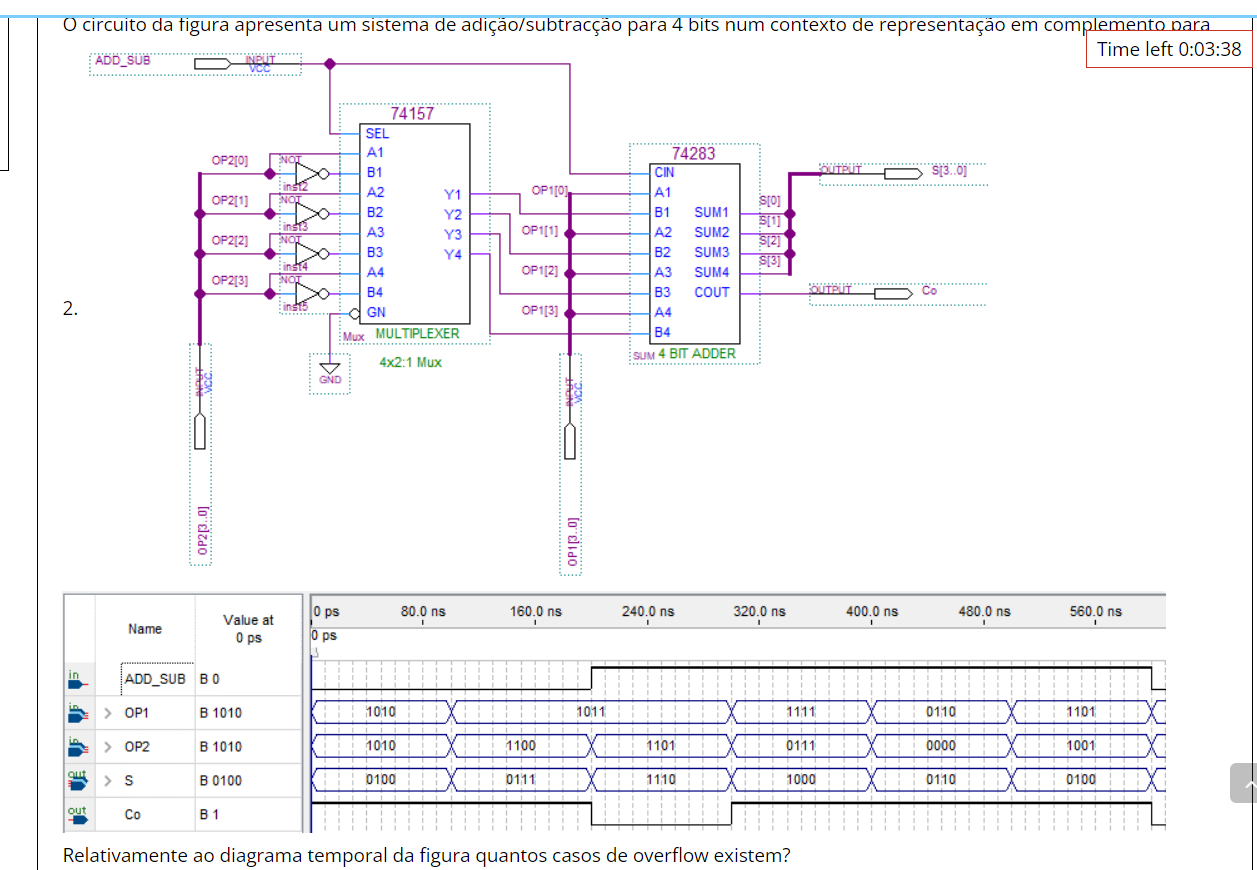 O circuito da figura apresenta um sistema de adição/subtracção para 4 bits num contexto de representação em complemento para
Time left 0:03:38
ADD_SUB
INPUT
VCC
74157
SEL
A1
B1
A2
B2
A3
B3
A4
B4
GN
Y1
Y2
Y3
Y4
Mux
MULTIPLEXER
4x2:1 Mux
OP2[0]
NOT
inst2
OP2[1]
NOT
inst3
OP2[2]
NOT
inst4
OP2[3]
NOT
inst5
GND
INPUT
VCC
OP2[3..0]
2.
74283
CIN
A1
B1
A2
B2
A3
B3
A4
B4
SUM1
SUM2
SUM3
SUM4
COUT
SUM
4 BIT ADDER
OP1[0]
OP1[1]
OP1[2]
OP1[3]
INPUT
VCC
OP1[3..0]
S[0]
S[1]
S[2]
S[3]
OUTPUT
S[3..0]
OUTPUT
Co
Name
Value at
0 ps
0 ps 80.0 ns 160.0 ns 240.0 ns 320.0 ns 400.0 ns 480.0 ns 560.0 ns
0 ps
in ADD_SUB B 0
in > OP1 B 1010 1010 1011 1111 0110 1101
in > OP2 B 1010 1010 1100 1101 0111 0000 1001
out > S B 0100 0100 0111 1110 1000 0110 0100
out Co B 1
Relativamente ao diagrama temporal da figura quantos casos de overflow existem?